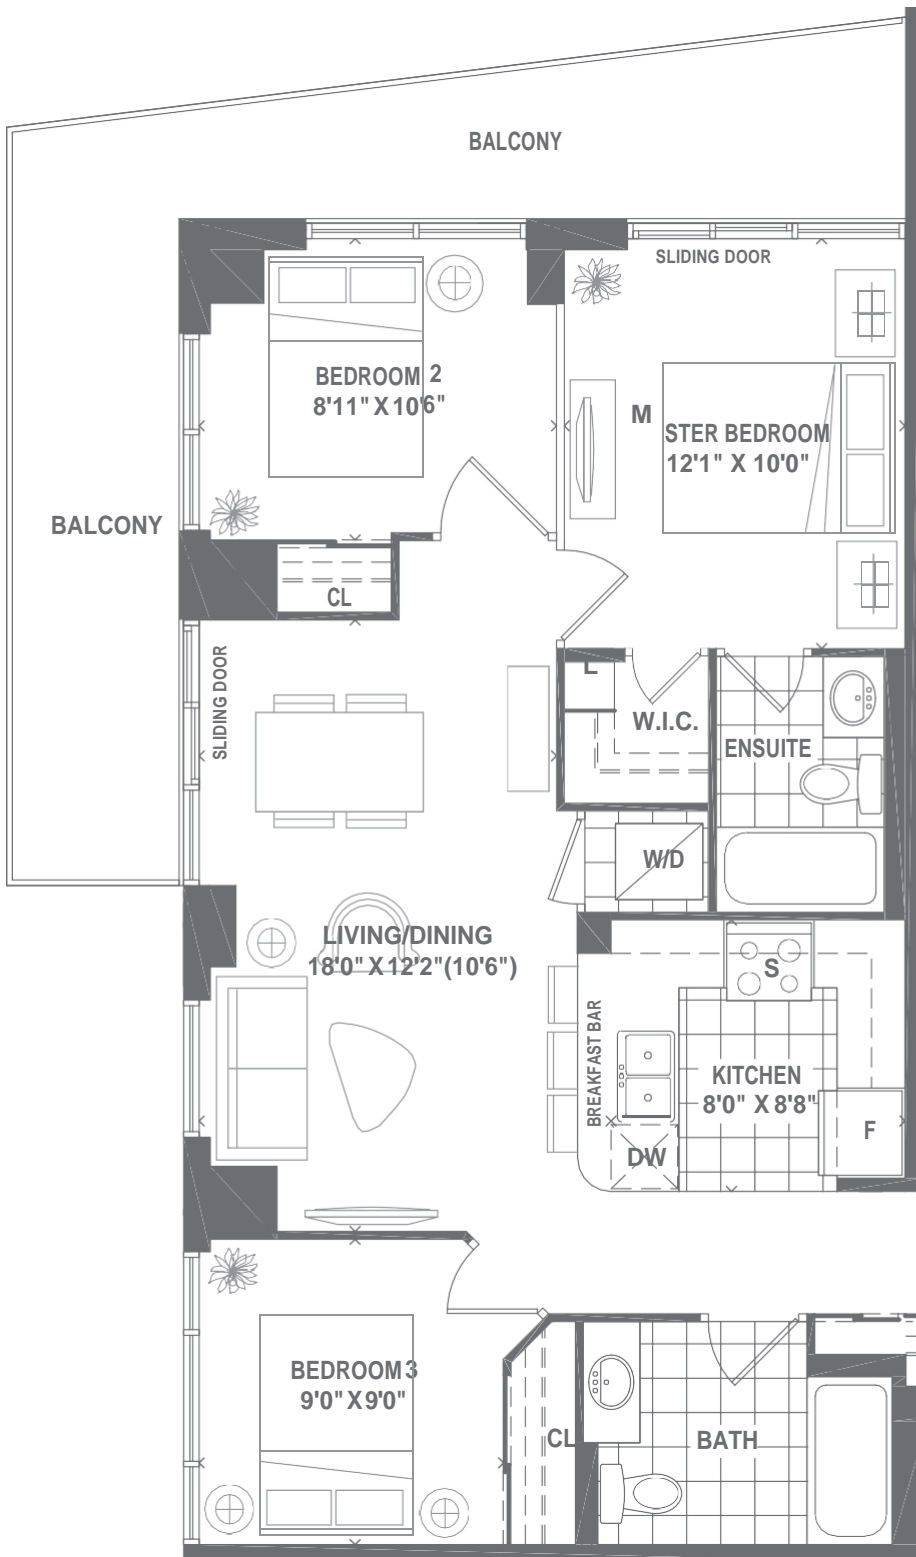 BALCONY
SLIDING DOOR
BEDROOM 2
8'11" X 10'6"
M
STER BEDROOM
12'1" X 10'0"
BALCONY
CL
SLIDING DOOR
L
W.I.C.
ENSUITE
W/D
LIVING/DINING
18'0" X 12'2"(10'6")
S
BREAKFAST BAR
KITCHEN
8'0" X 8'8"
F
DW
BEDROOM 3
9'0" X 9'0"
CL
BATH